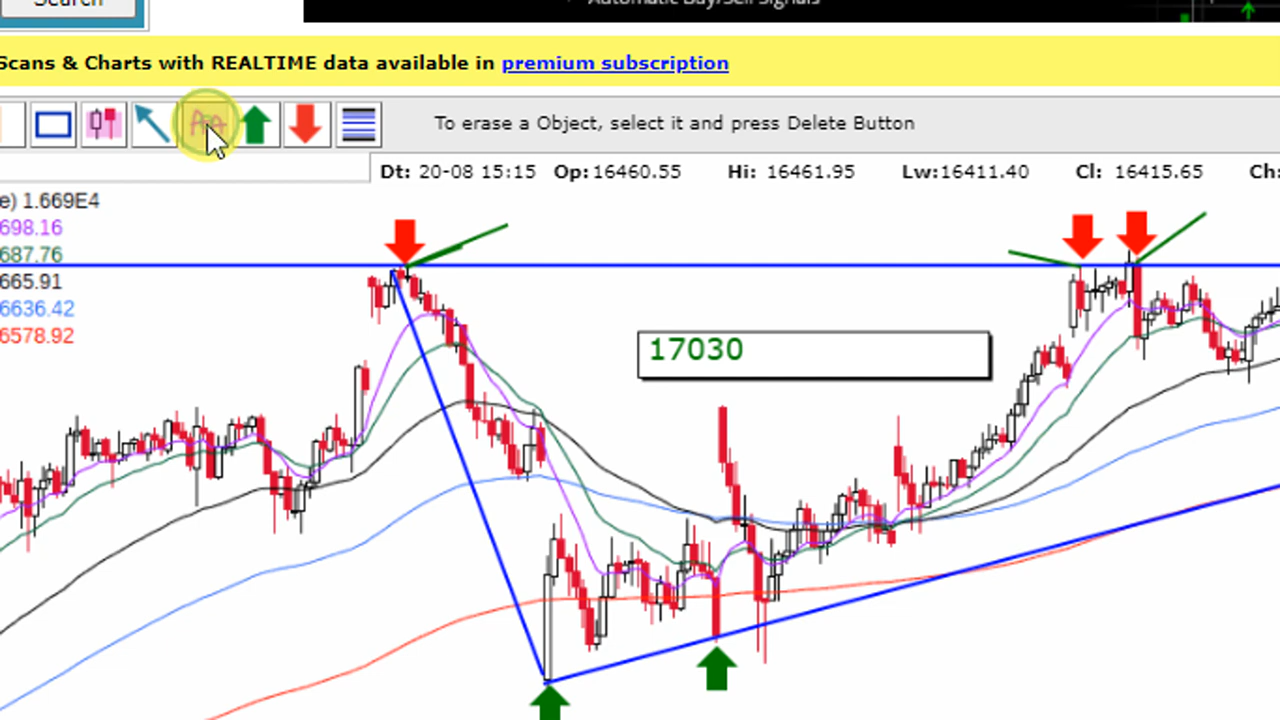 Search
Automatic Buy/Sell Signals
Scans & Charts with REALTIME data available in premium subscription
To erase a Object, select it and press Delete Button
Dt: 20-08 15:15 Op:16460.55 Hi: 16461.95 Lw:16411.40 Cl: 16415.65 Ch:
e) 1.669E4
698.16
687.76
665.91
6636.42
6578.92
17030